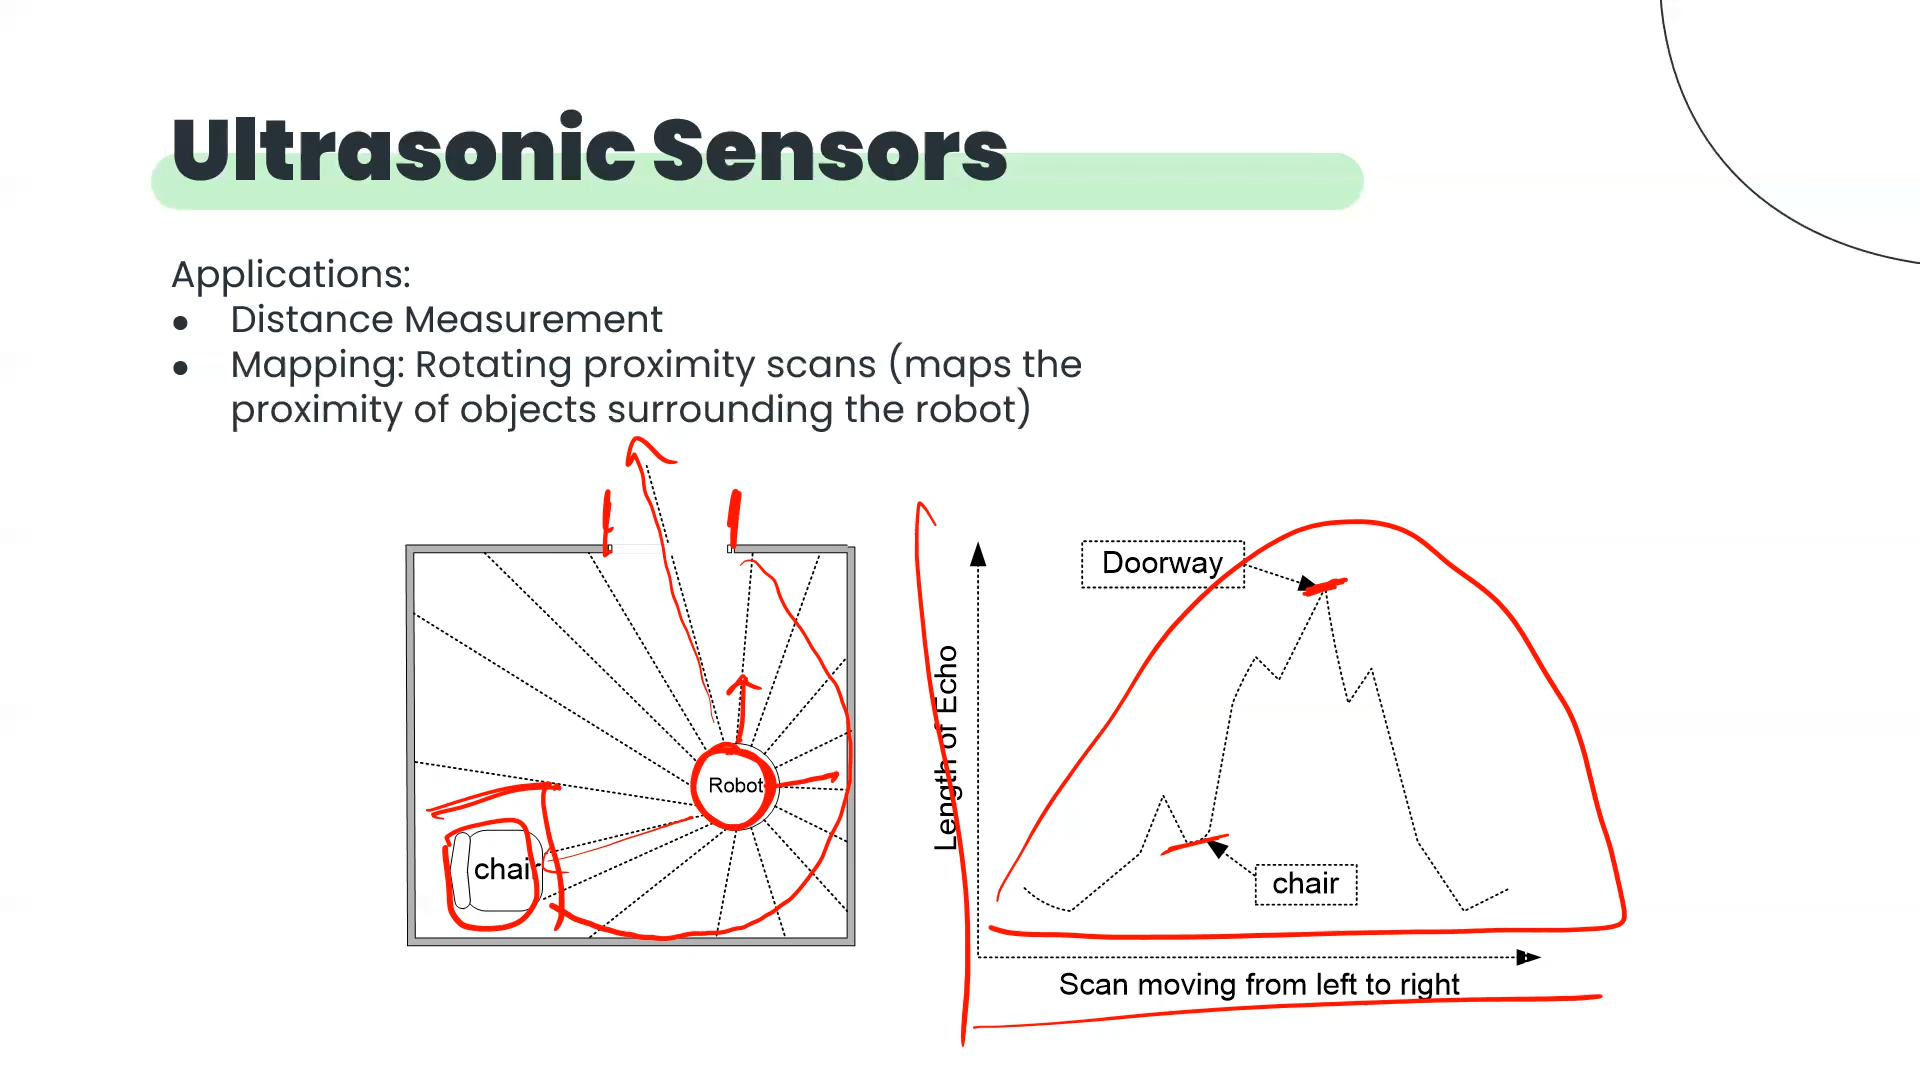 Ultrasonic Sensors
Applications:
● Distance Measurement
● Mapping: Rotating proximity scans (maps the
proximity of objects surrounding the robot)
Robot
chair
Length of Echo
Doorway
chair
Scan moving from left to right